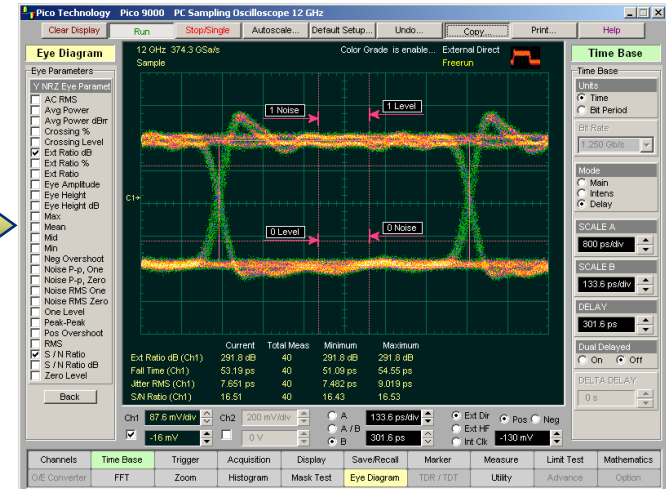 Pico Technology Pico 9000 PC Sampling Oscilloscope 12 GHz
Clear Display Run Stop/Single Autoscale... Default Setup... Undo... Copy... Print... Help
Eye Diagram
Eye Parameters
Y NRZ Eye Paramet
AC RMS
Avg Power
Avg Power dBm
Crossing %
Crossing Level
Ext Ratio dB
Ext Ratio %
Ext Ratio
Eye Amplitude
Eye Height
Eye Height dB
Max
Mean
Mid
Min
Neg Overshoot
Noise P-p, One
Noise P-p, Zero
Noise RMS One
Noise RMS Zero
One Level
Peak-Peak
Pos Overshoot
RMS
S / N Ratio
S / N Ratio dB
Zero Level
Back
12 GHz 374.3 GSa/s Color Grade is enable... External Direct
Sample Freerun
1 Noise 1 Level
C1
0 Level 0 Noise
Current Total Meas Minimum Maximum
Ext Ratio dB (Ch1) 291.8 dB 40 291.8 dB 291.8 dB
Fall Time (Ch1) 53.19 ps 40 51.09 ps 54.55 ps
Jitter RMS (Ch1) 7.651 ps 40 7.482 ps 9.019 ps
S/N Ratio (Ch1) 16.51 40 16.43 16.53
Ch1 87.6 mV/div Ch2 200 mV/div A 133.6 ps/div Ext Dir Pos Neg
A / B Ext HF
-16 mV 0 V B 301.6 ps Int Clk -130 mV
Time Base
Time Base
Units
Time
Bit Period
Bit Rate
1.250 Gb/s
Mode
Main
Intens
Delay
SCALE A
800 ps/div
SCALE B
133.6 ps/div
DELAY
301.6 ps
Dual Delayed
On Off
DELTA DELAY
0 s
Channels Time Base Trigger Acquisition Display Save/Recall Marker Measure Limit Test Mathematics
O/E Converter FFT Zoom Histogram Mask Test Eye Diagram TDR / TDT Utility Advance Option